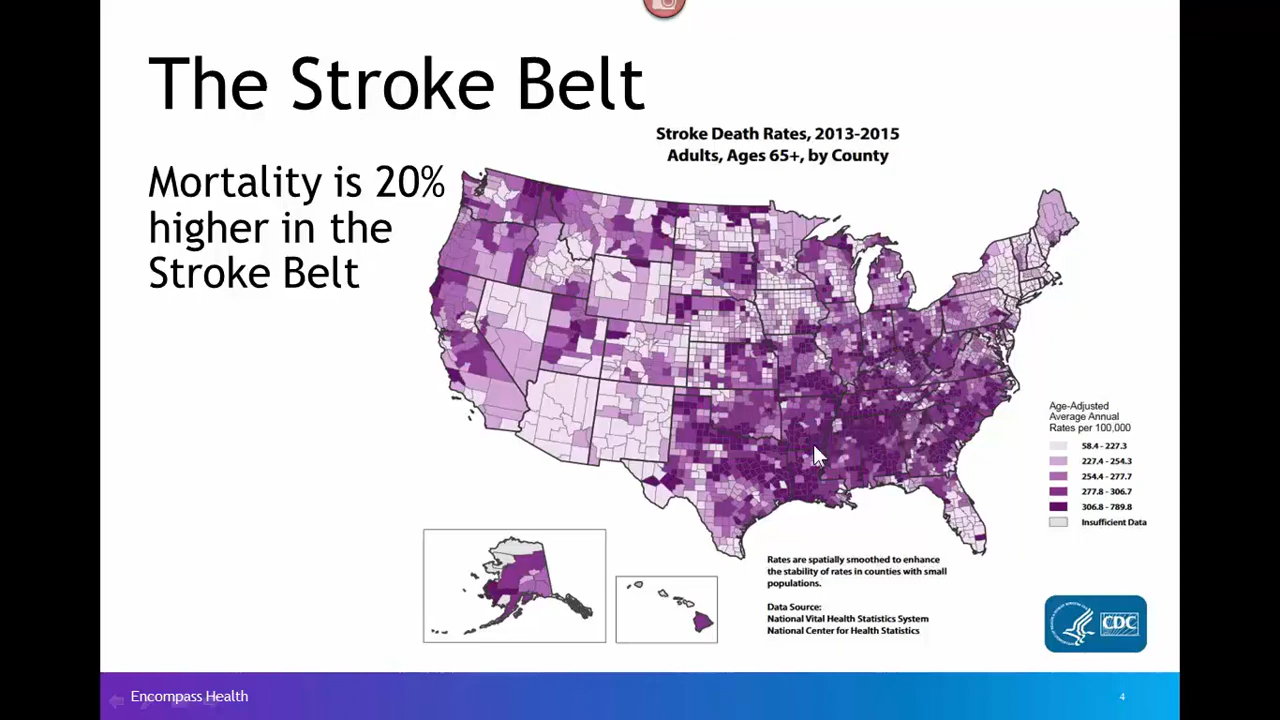 The Stroke Belt
Mortality is 20%
higher in the
Stroke Belt
Stroke Death Rates, 2013-2015
Adults, Ages 65+, by County
Age-Adjusted
Average Annual
Rates per 100,000
58.4 - 227.3
227.4 - 254.3
254.4 - 277.7
277.8 - 306.7
306.8 - 789.8
Insufficient Data
Rates are spatially smoothed to enhance
the stability of rates in counties with small
populations.
Data Source:
National Vital Health Statistics System
National Center for Health Statistics
CDC
Encompass Health
4